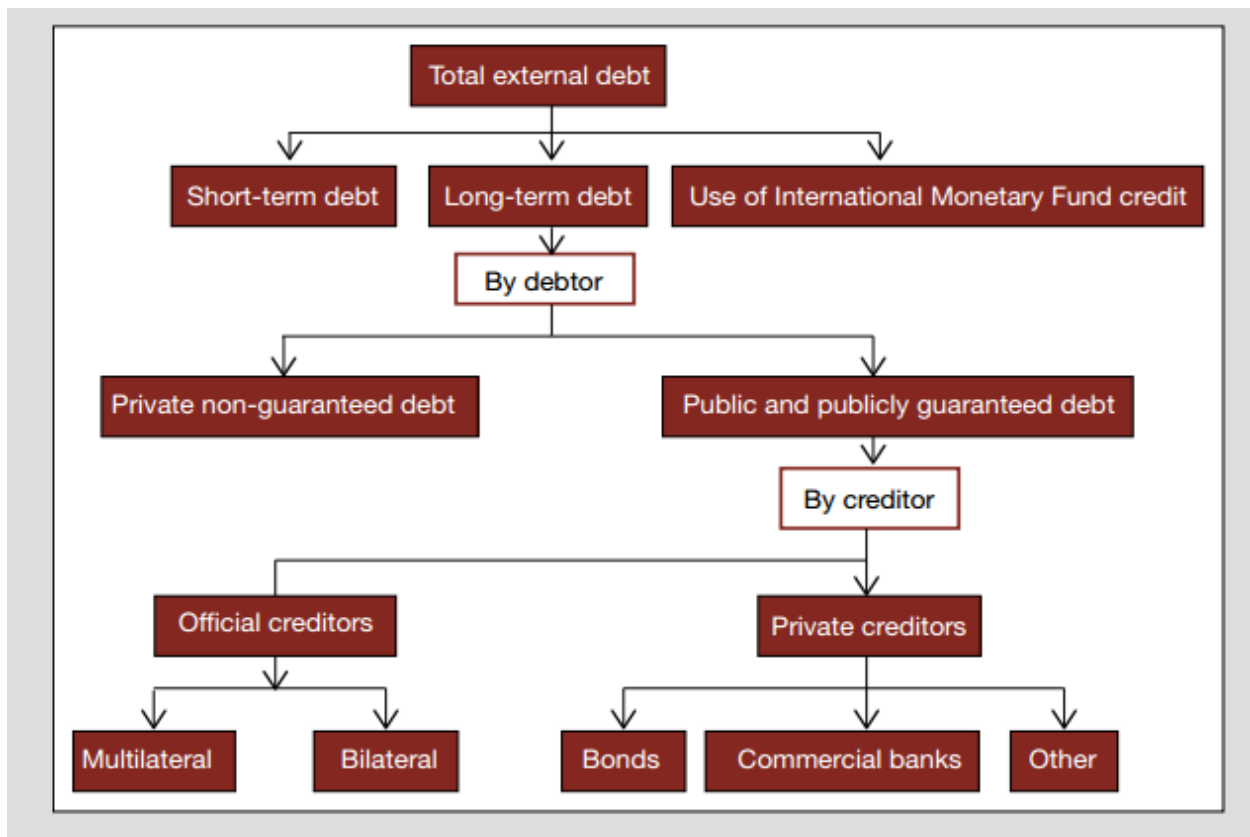 Total external debt
Short-term debt
Long-term debt
Use of International Monetary Fund credit
By debtor
Private non-guaranteed debt
Public and publicly guaranteed debt
By creditor
Official creditors
Private creditors
Multilateral
Bilateral
Bonds
Commercial banks
Other